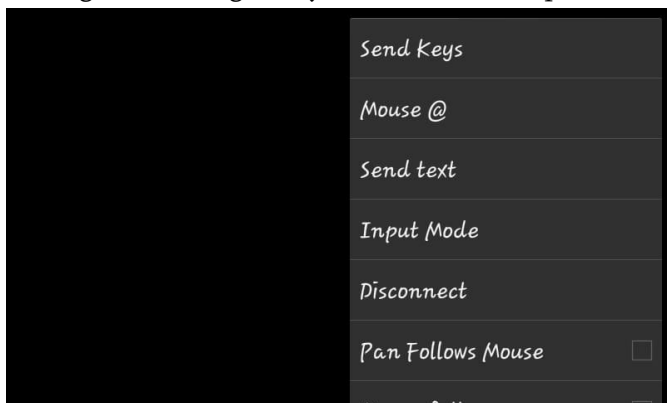 Send Keys
Mouse @
Send text
Input Mode
Disconnect
Pan Follows Mouse